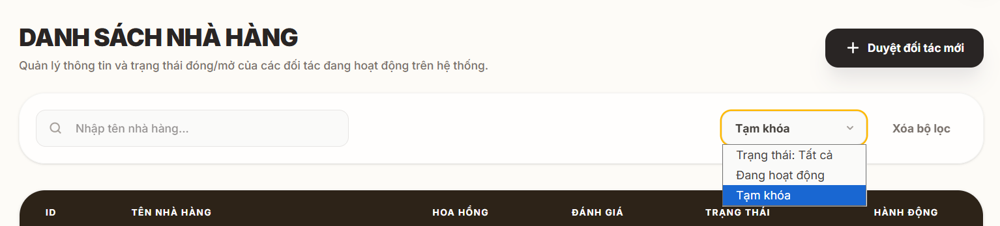 DANH SÁCH NHÀ HÀNG
Quản lý thông tin và trạng thái đóng/mở của các đối tác đang hoạt động trên hệ thống.
Duyệt đối tác mới
Nhập tên nhà hàng...
Tạm khóa
Xóa bộ lọc
Trạng thái: Tất cả
Đang hoạt động
Tạm khóa
ID TÊN NHÀ HÀNG HOA HỒNG ĐÁNH GIÁ TRẠNG THÁI HÀNH ĐỘNG